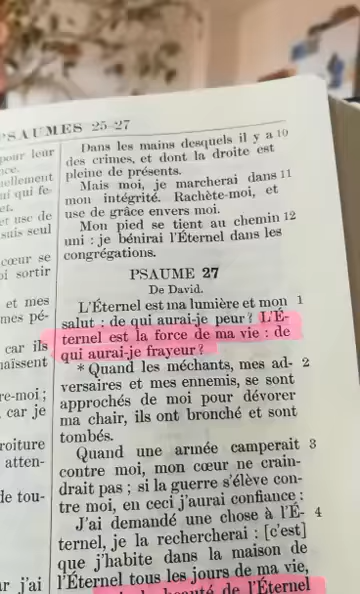 PSAUMES 25-27
pour leur
nce.
nellement
ui qui fe-
et.
et use de
suis seul
cœur se
oi sortir
et mes
mes pé-
car ils
haïssent
re-moi ;
car je
roiture
atten-
de tou-
ur j'ai
Dans les mains desquels il y a 10
des crimes, et dont la droite est
pleine de présents.
Mais moi, je marcherai dans 11
mon intégrité. Rachète-moi, et
use de grâce envers moi.
Mon pied se tient au chemin 12
uni : je bénirai l'Éternel dans les
congrégations.
PSAUME 27
De David.
L'Éternel est ma lumière et mon 1
salut : de qui aurai-je peur ? L'É-
ternel est la force de ma vie : de
qui aurai-je frayeur ?
* Quand les méchants, mes ad- 2
versaires et mes ennemis, se sont
approchés de moi pour dévorer
ma chair, ils ont bronché et sont
tombés.
Quand une armée camperait 3
contre moi, mon cœur ne crain-
drait pas ; si la guerre s'élève con-
tre moi, en ceci j'aurai confiance :
J'ai demandé une chose à l'É- 4
ternel, je la rechercherai : [c'est]
que j'habite dans la maison de
l'Éternel tous les jours de ma vie,
beauté de l'Éternel